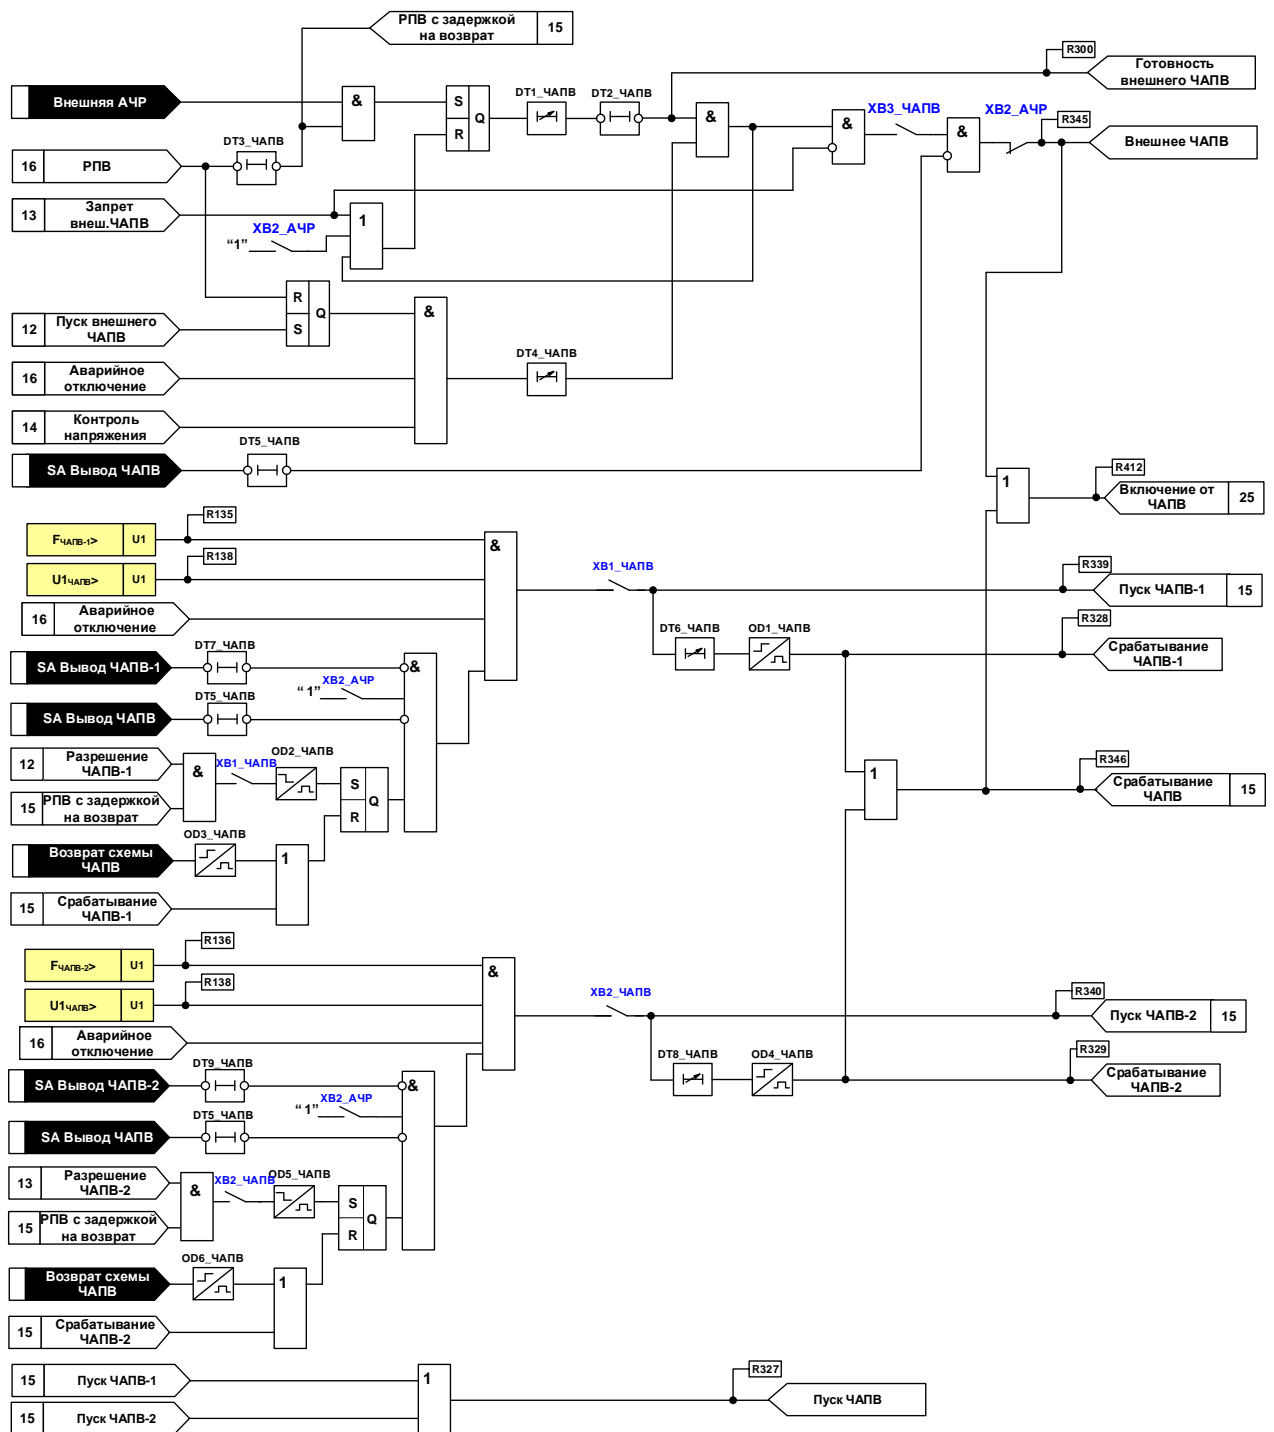 РПВ с задержкой
на возврат
15
R300
Готовность
внешнего ЧАПВ
Внешняя АЧР
&
S
R
Q
DT1_ЧАПВ
DT2_ЧАПВ
&
&
XB3_ЧАПВ
&
XB2_АЧР
R345
Внешнее ЧАПВ
DT3_ЧАПВ
16
РПВ
13
Запрет
внеш.ЧАПВ
“1”
XB2_АЧР
1
R
S
Q
&
12
Пуск внешнего
ЧАПВ
DT4_ЧАПВ
16
Аварийное
отключение
14
Контроль
напряжения
DT5_ЧАПВ
SA Вывод ЧАПВ
1
R412
Включение от
ЧАПВ
25
R135
FЧАПВ-1>
U1
&
R138
U1ЧАПВ>
U1
XB1_ЧАПВ
R339
Пуск ЧАПВ-1
15
16
Аварийное
отключение
R328
DT6_ЧАПВ
OD1_ЧАПВ
Срабатывание
ЧАПВ-1
DT7_ЧАПВ
SA Вывод ЧАПВ-1
&
“ 1”
XB2_АЧР
DT5_ЧАПВ
SA Вывод ЧАПВ
12
Разрешение
ЧАПВ-1
&
XB1_ЧАПВ
OD2_ЧАПВ
S
R
Q
1
R346
Срабатывание
ЧАПВ
15
15
РПВ с задержкой
на возврат
OD3_ЧАПВ
Возврат схемы
ЧАПВ
1
15
Срабатывание
ЧАПВ-1
R136
FЧАПВ-2>
U1
&
R138
U1ЧАПВ>
U1
XB2_ЧАПВ
R340
Пуск ЧАПВ-2
15
16
Аварийное
отключение
R329
DT8_ЧАПВ
OD4_ЧАПВ
Срабатывание
ЧАПВ-2
DT9_ЧАПВ
SA Вывод ЧАПВ-2
&
“ 1”
XB2_АЧР
DT5_ЧАПВ
SA Вывод ЧАПВ
13
Разрешение
ЧАПВ-2
&
XB2_ЧАПВ
OD5_ЧАПВ
S
R
Q
15
РПВ с задержкой
на возврат
OD6_ЧАПВ
Возврат схемы
ЧАПВ
1
15
Срабатывание
ЧАПВ-2
15
Пуск ЧАПВ-1
1
R327
Пуск ЧАПВ
15
Пуск ЧАПВ-2